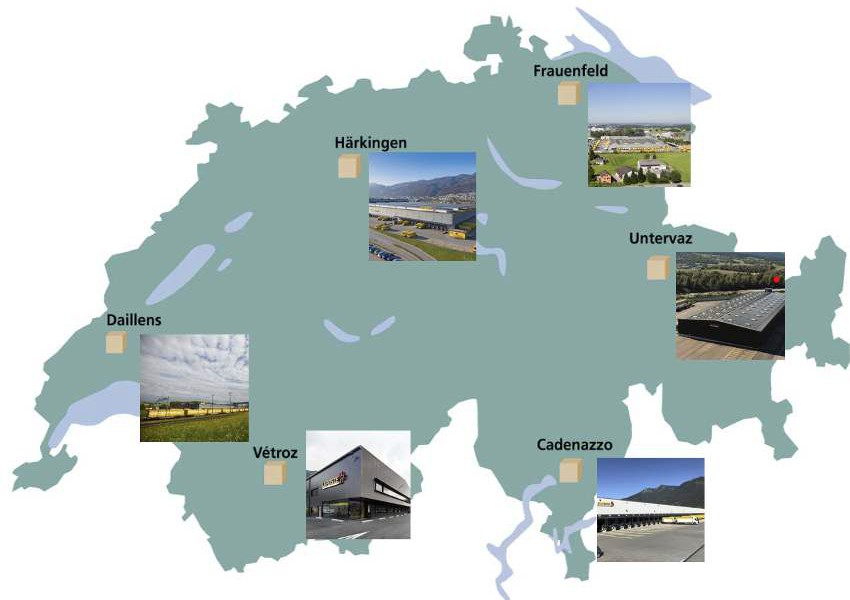 Frauenfeld
Härkingen
Untervaz
Daillens
Vétroz
Cadenazzo